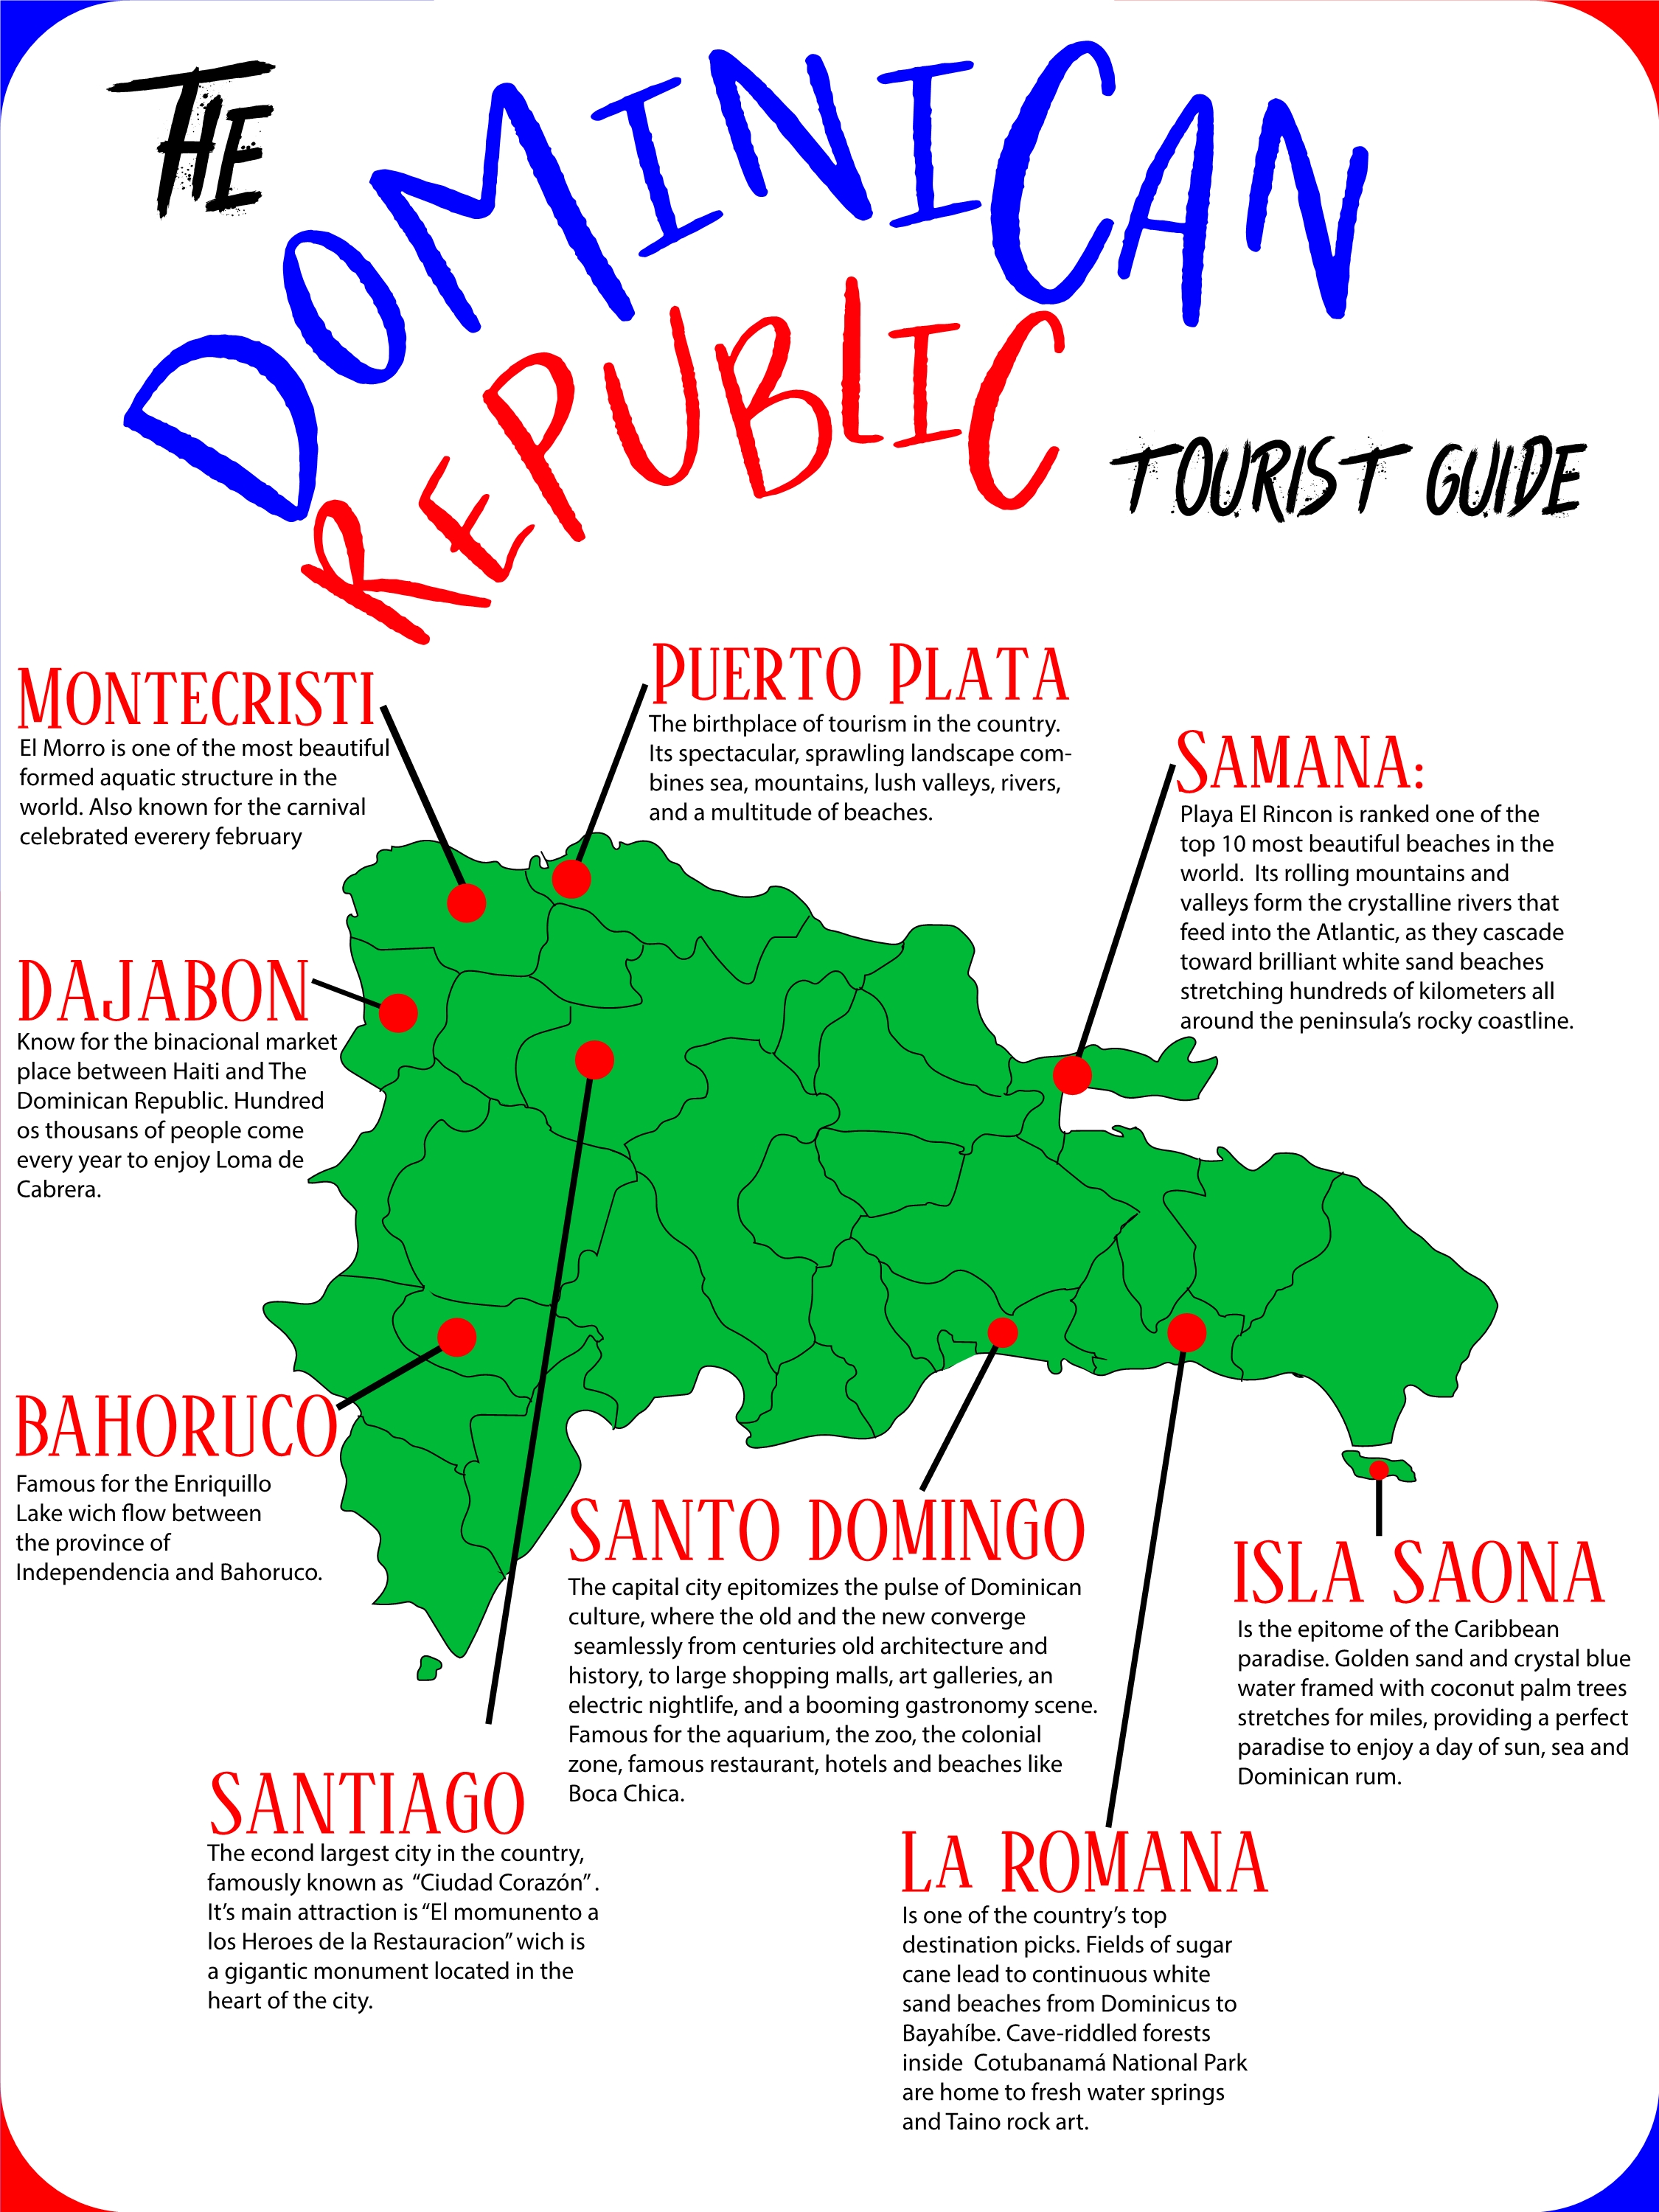 THE
DOMINICAN
REPUBLIC
TOURIST GUIDE
MONTECRISTI
El Morro is one of the most beautiful
formed aquatic structure in the
world. Also known for the carnival
celebrated everery february
PUERTO PLATA
The birthplace of tourism in the country.
Its spectacular, sprawling landscape com-
bines sea, mountains, lush valleys, rivers,
and a multitude of beaches.
SAMANA:
Playa El Rincon is ranked one of the
top 10 most beautiful beaches in the
world.  Its rolling mountains and
valleys form the crystalline rivers that
feed into the Atlantic, as they cascade
toward brilliant white sand beaches
stretching hundreds of kilometers all
around the peninsula's rocky coastline.
DAJABON
Know for the binacional market
place between Haiti and The
Dominican Republic. Hundred
os thousans of people come
every year to enjoy Loma de
Cabrera.
BAHORUCO
Famous for the Enriquillo
Lake wich flow between
the province of
Independencia and Bahoruco.
SANTO DOMINGO
The capital city epitomizes the pulse of Dominican
culture, where the old and the new converge
seamlessly from centuries old architecture and
history, to large shopping malls, art galleries, an
electric nightlife, and a booming gastronomy scene.
Famous for the aquarium, the zoo, the colonial
zone, famous restaurant, hotels and beaches like
Boca Chica.
ISLA SAONA
Is the epitome of the Caribbean
paradise. Golden sand and crystal blue
water framed with coconut palm trees
stretches for miles, providing a perfect
paradise to enjoy a day of sun, sea and
Dominican rum.
SANTIAGO
The econd largest city in the country,
famously known as  “Ciudad Corazón” .
It's main attraction is “El momunento a
los Heroes de la Restauracion” wich is
a gigantic monument located in the
heart of the city.
LA ROMANA
Is one of the country's top
destination picks. Fields of sugar
cane lead to continuous white
sand beaches from Dominicus to
Bayahíbe. Cave-riddled forests
inside  Cotubanamá National Park
are home to fresh water springs
and Taino rock art.